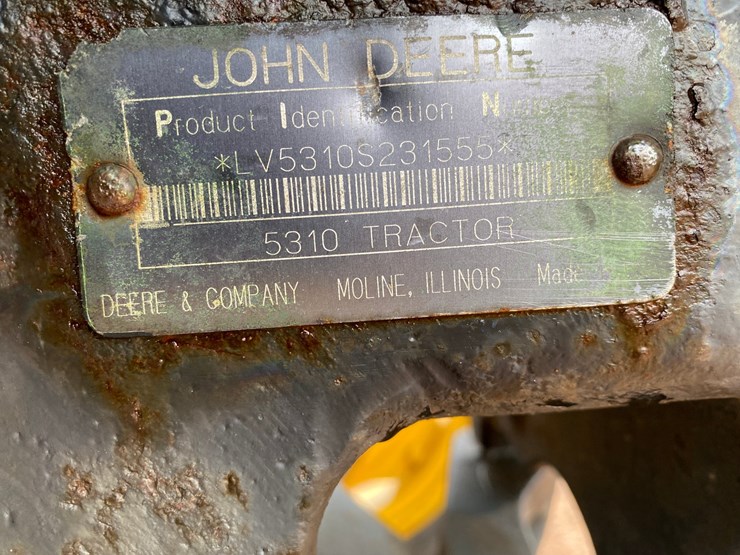 JOHN DEERE
Product Identification
*LV5310S231555*
5310 TRACTOR
DEERE & COMPANY MOLINE, ILLINOIS Made